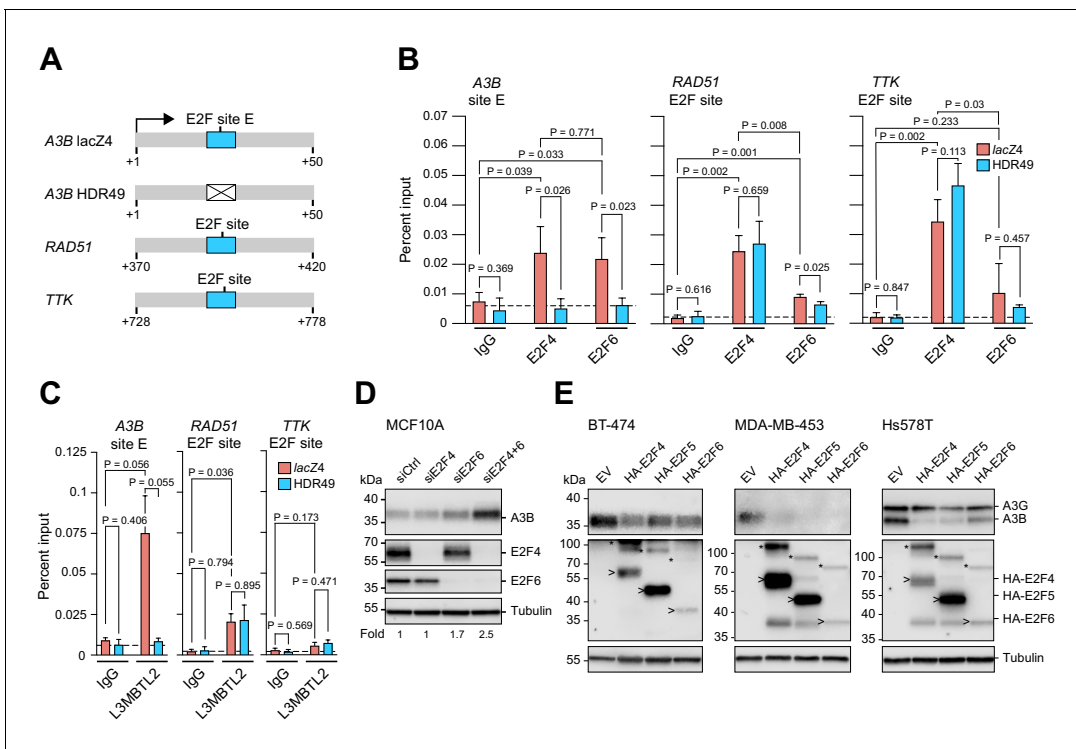 A
E2F site E
A3B lacZ4
+1
+50
A3B HDR49
+1
+50
E2F site
RAD51
+370
+420
E2F site
TTK
+728
+778
B
A3B
site E
RAD51
E2F site
TTK
E2F site
Percent input
0.07
0.06
0.05
0.04
0.03
0.02
0.01
0
P = 0.771
P = 0.033
P = 0.039
P = 0.026
P = 0.023
P = 0.369
IgG
E2F4
E2F6
P = 0.008
P = 0.001
P = 0.002
P = 0.659
P = 0.025
P = 0.616
IgG
E2F4
E2F6
P = 0.03
P = 0.233
P = 0.002
P = 0.113
P = 0.457
P = 0.847
lacZ4
HDR49
IgG
E2F4
E2F6
C
A3B
site E
RAD51
E2F site
TTK
E2F site
Percent input
0.125
0.1
0.075
0.05
0.025
0
P = 0.056
P = 0.055
P = 0.406
IgG
L3MBTL2
P = 0.036
P = 0.794
P = 0.895
IgG
L3MBTL2
lacZ4
HDR49
P = 0.173
P = 0.471
P = 0.569
IgG
L3MBTL2
D
MCF10A
siCtrl
siE2F4
siE2F6
siE2F4+6
kDa
40
35
A3B
70
55
E2F4
40
35
E2F6
55
Tubulin
Fold 1 1 1.7 2.5
E
BT-474
MDA-MB-453
Hs578T
EV
HA-E2F4
HA-E2F5
HA-E2F6
EV
HA-E2F4
HA-E2F5
HA-E2F6
EV
HA-E2F4
HA-E2F5
HA-E2F6
kDa
40
35
100
70
55
40
35
55
40
35
100
70
55
40
35
25
55
40
35
100
70
55
40
35
25
55
A3G
A3B
HA-E2F4
HA-E2F5
HA-E2F6
Tubulin